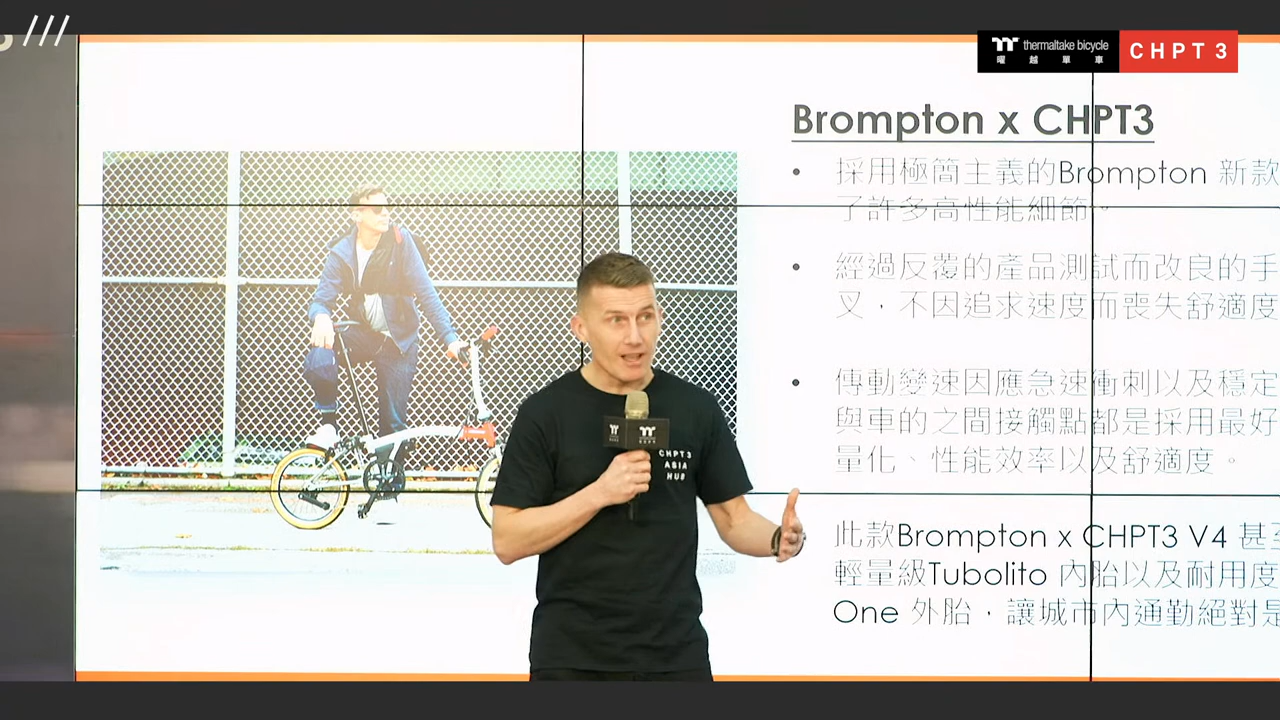 thermaltake bicycle
曜越單車
CHPT 3
Brompton x CHPT3
• 採用極簡主義的Brompton 新款
了許多高性能細節。
• 經過反覆的產品測試而改良的手
叉，不因追求速度而喪失舒適度
• 傳動變速因應急速衝刺以及穩定
與車的之間接觸點都是採用最好
量化、性能效率以及舒適度。
此款Brompton x CHPT3 V4 甚至
輕量級Tubolito 內胎以及耐用度
One 外胎，讓城市內通勤絕對是
CHPT 3
ASIA
HUB